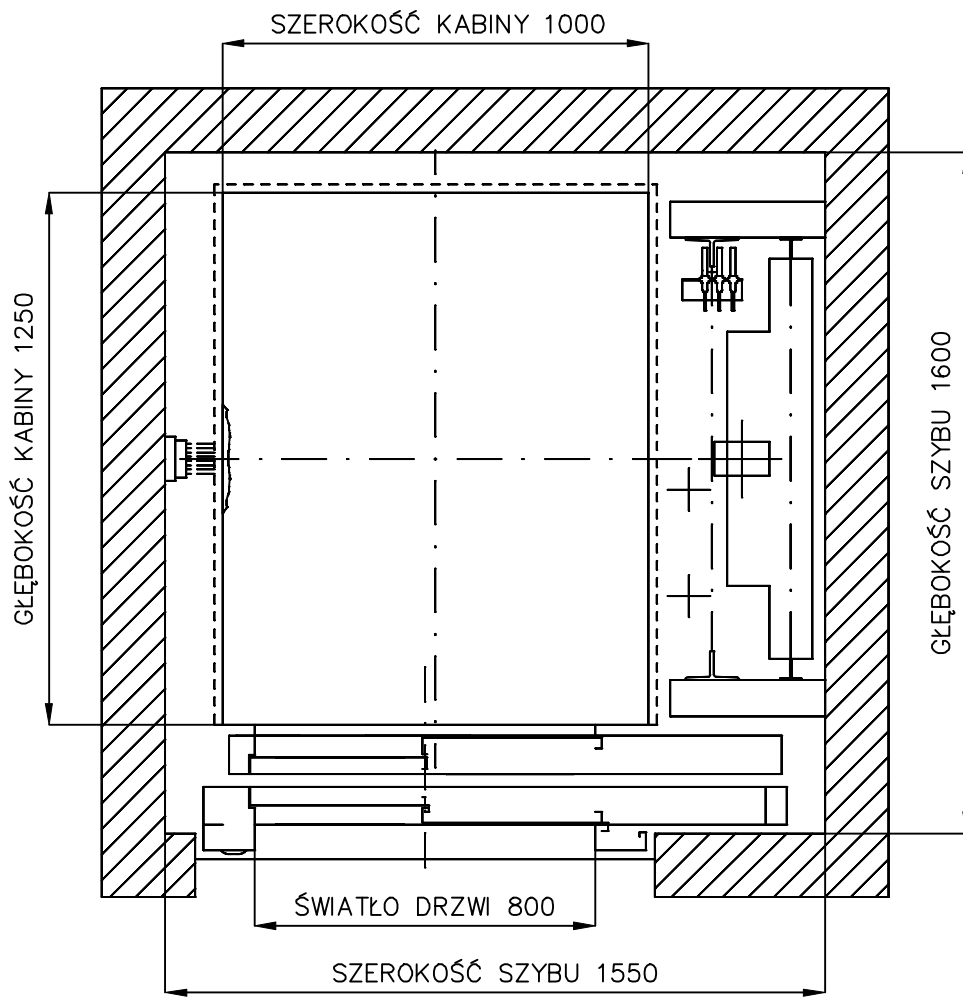 SZEROKOŚĆ KABINY 1000
GŁĘBOKOŚĆ KABINY 1250
GŁĘBOKOŚĆ SZYBU 1600
ŚWIATŁO DRZWI 800
SZEROKOŚĆ SZYBU 1550